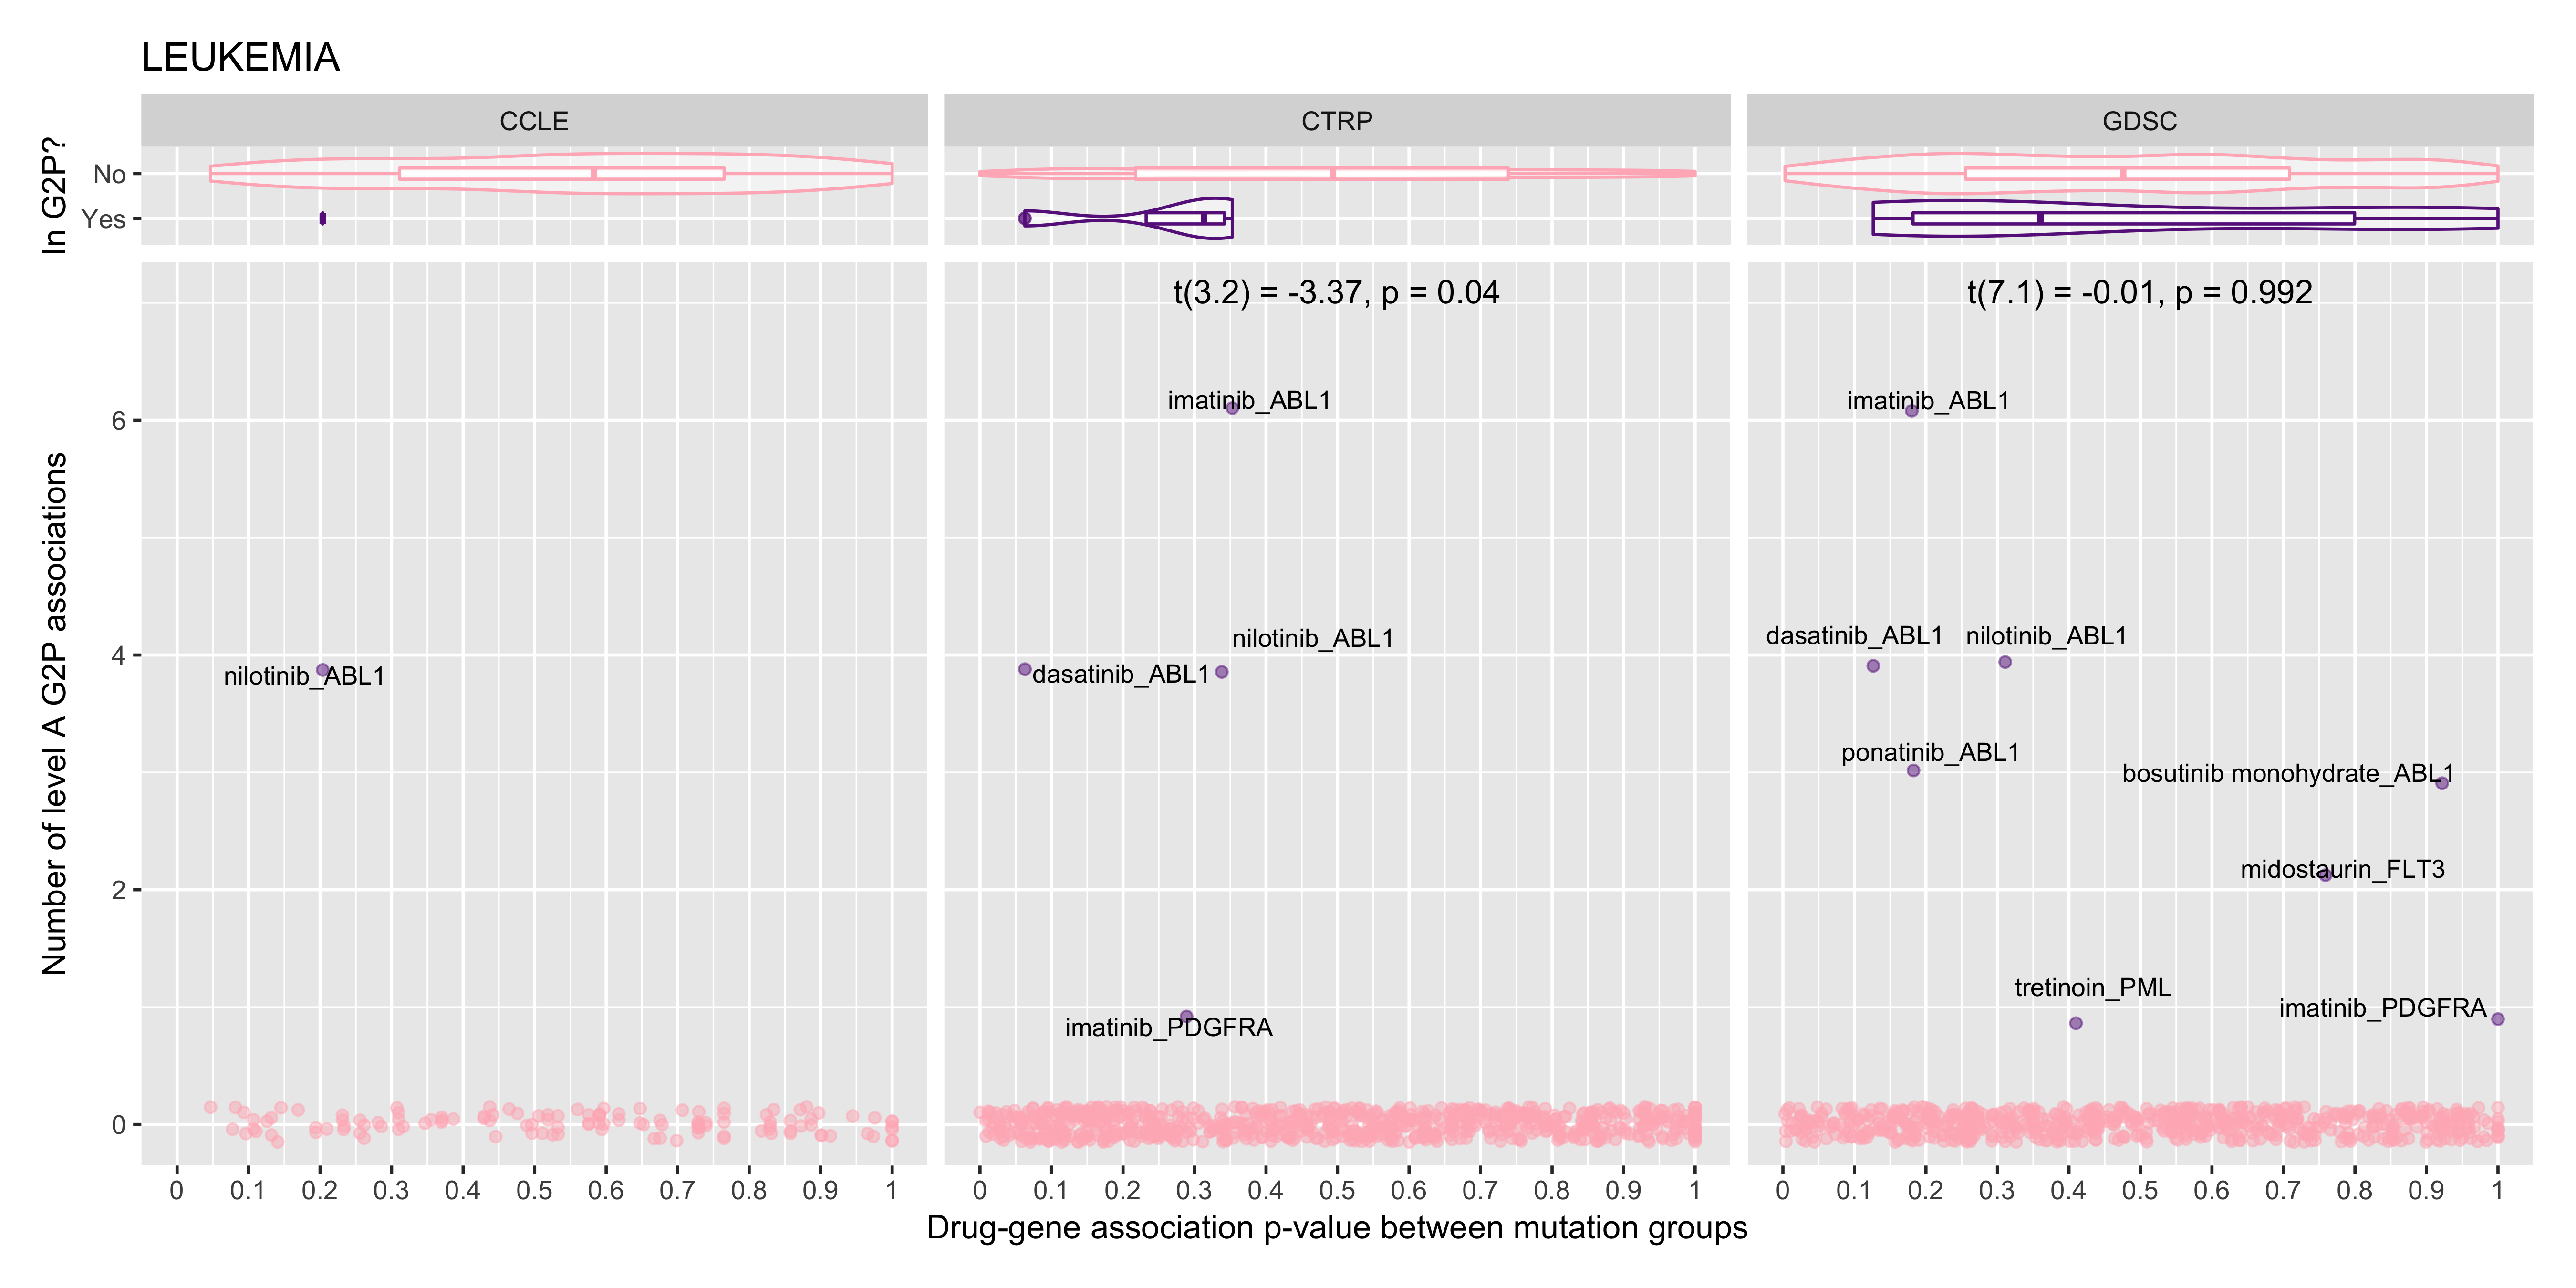 LEUKEMIA
CCLE
CTRP
GDSC
In G2P?
No
Yes
t(3.2) = -3.37, p = 0.04
t(7.1) = -0.01, p = 0.992
Number of level A G2P associations
6
4
2
0
nilotinib_ABL1
imatinib_ABL1
nilotinib_ABL1
dasatinib_ABL1
imatinib_PDGFRA
imatinib_ABL1
dasatinib_ABL1
nilotinib_ABL1
ponatinib_ABL1
bosutinib monohydrate_ABL1
midostaurin_FLT3
tretinoin_PML
imatinib_PDGFRA
0 0.1 0.2 0.3 0.4 0.5 0.6 0.7 0.8 0.9 1
0 0.1 0.2 0.3 0.4 0.5 0.6 0.7 0.8 0.9 1
0 0.1 0.2 0.3 0.4 0.5 0.6 0.7 0.8 0.9 1
Drug-gene association p-value between mutation groups